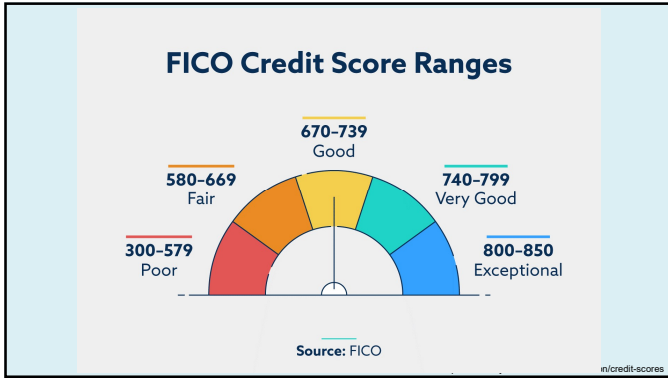 FICO Credit Score Ranges
670–739
Good
580–669
Fair
740–799
Very Good
300–579
Poor
800–850
Exceptional
Source: FICO
n/credit-scores